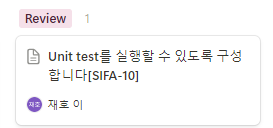 Review 1
Unit test를 실행할 수 있도록 구성
합니다[SIFA-10]
재호 재호 이